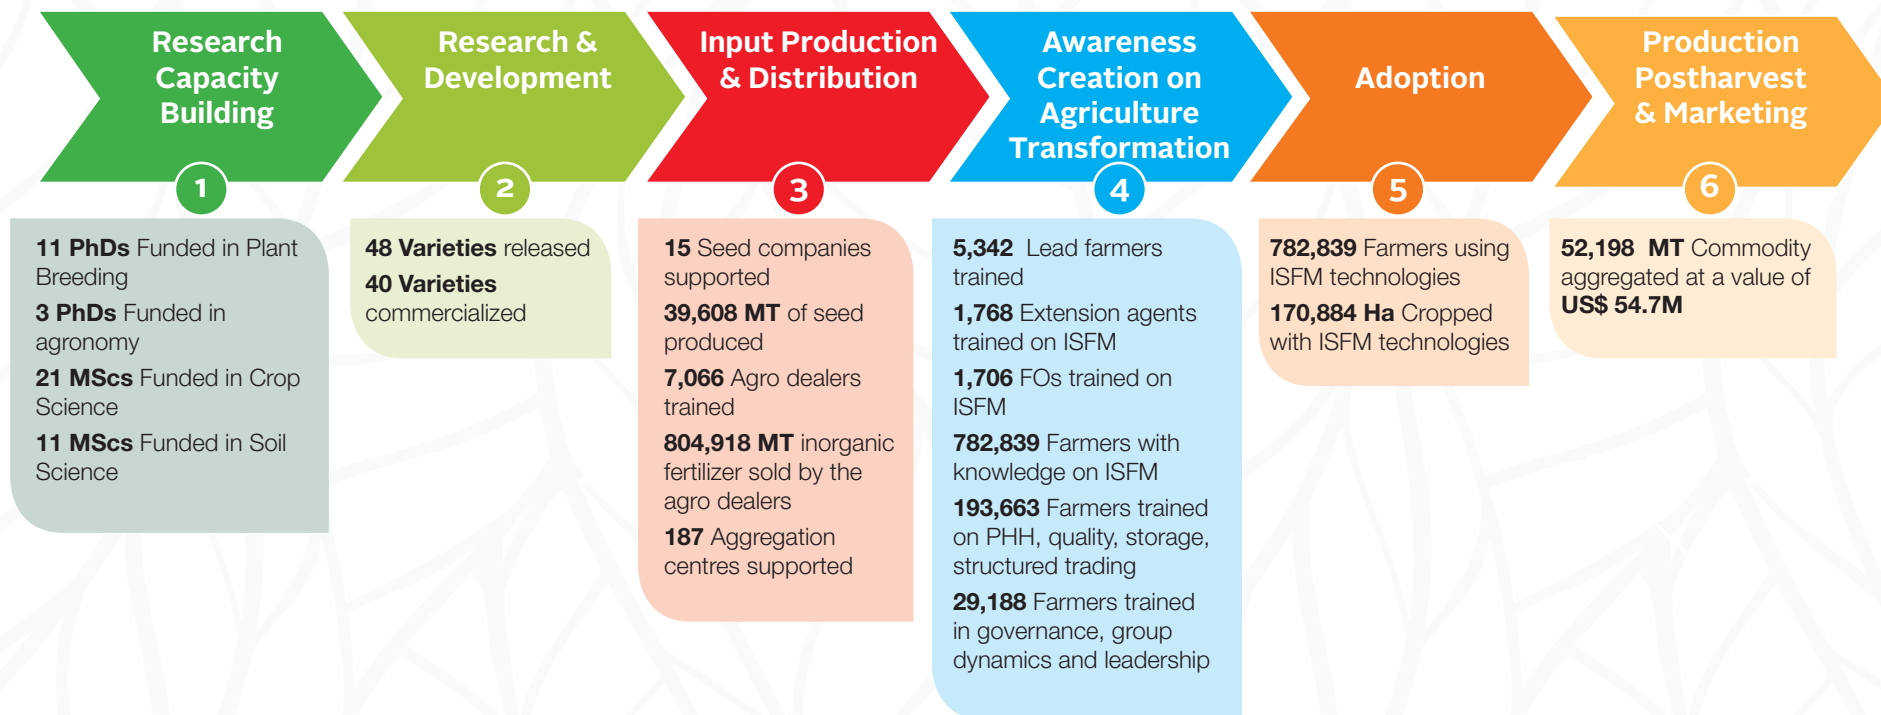 Research
Capacity
Building
1
11 PhDs Funded in Plant
Breeding
3 PhDs Funded in
agronomy
21 MScs Funded in Crop
Science
11 MScs Funded in Soil
Science
Research &
Development
2
48 Varieties released
40 Varieties
commercialized
Input Production
& Distribution
3
15 Seed companies
supported
39,608 MT of seed
produced
7,066 Agro dealers
trained
804,918 MT inorganic
fertilizer sold by the
agro dealers
187 Aggregation
centres supported
Awareness
Creation on
Agriculture
Transformation
4
5,342 Lead farmers
trained
1,768 Extension agents
trained on ISFM
1,706 FOs trained on
ISFM
782,839 Farmers with
knowledge on ISFM
193,663 Farmers trained
on PHH, quality, storage,
structured trading
29,188 Farmers trained
in governance, group
dynamics and leadership
Adoption
5
782,839 Farmers using
ISFM technologies
170,884 Ha Cropped
with ISFM technologies
Production
Postharvest
& Marketing
6
52,198 MT Commodity
aggregated at a value of
US$ 54.7M